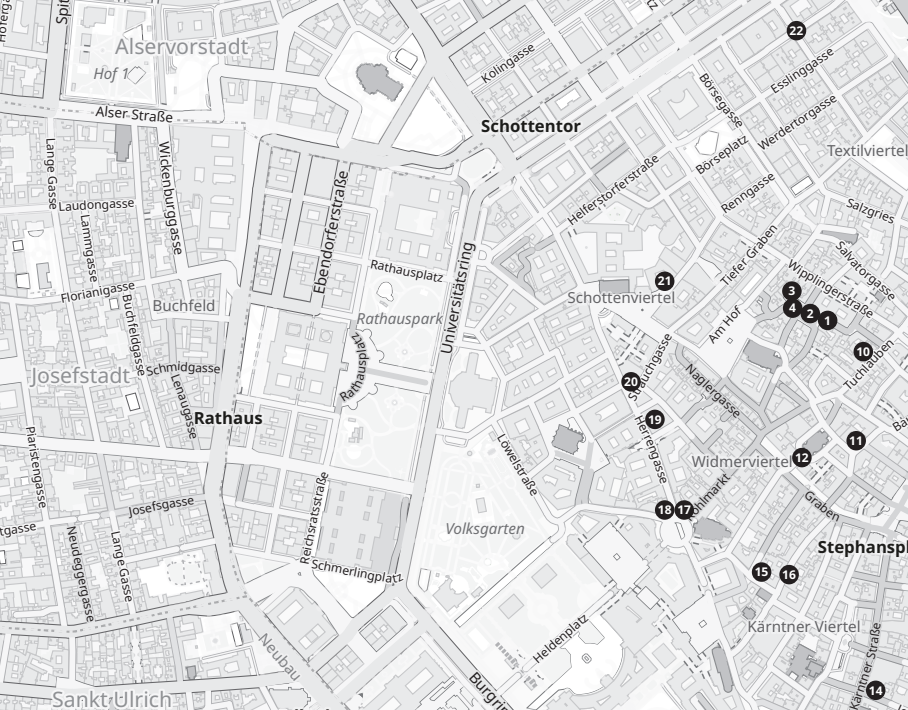 Alservorstadt
Hof 1
Kolingasse
22
Esslinggasse
Börsegasse
Alser Straße
Schottentor
Werdertorgasse
Börseplatz
Textilviertel
Lange Gasse
Wickenburggasse
Helferstorferstraße
Renngasse
Laudongasse
Salzgries
Lammgasse
Ebendorferstraße
Tiefer Graben
Salvatorgasse
Rathausplatz
Universitätsring
Wipplingerstraße
21
Schottenviertel
3
4
2
1
Florianigasse
Buchfeld
Buchfeldgasse
Rathauspark
Am Hof
10
Tuchlauben
Rathausplatz
Strauchgasse
Naglergasse
Josefstadt
Schmidgasse
Lenaugasse
20
Rathaus
19
Herrengasse
11
12
Widmerviertel
Piaristengasse
Löwelstraße
Kohlmarkt
Graben
Josefsgasse
Reichsratsstraße
18
17
Volksgarten
Stephanspl
tgasse
Neudeggergasse
Lange Gasse
Schmerlingplatz
15
16
Heldenplatz
Kärntner Viertel
Neubau
Kärntner Straße
Burgrin
14
Sankt Ulrich